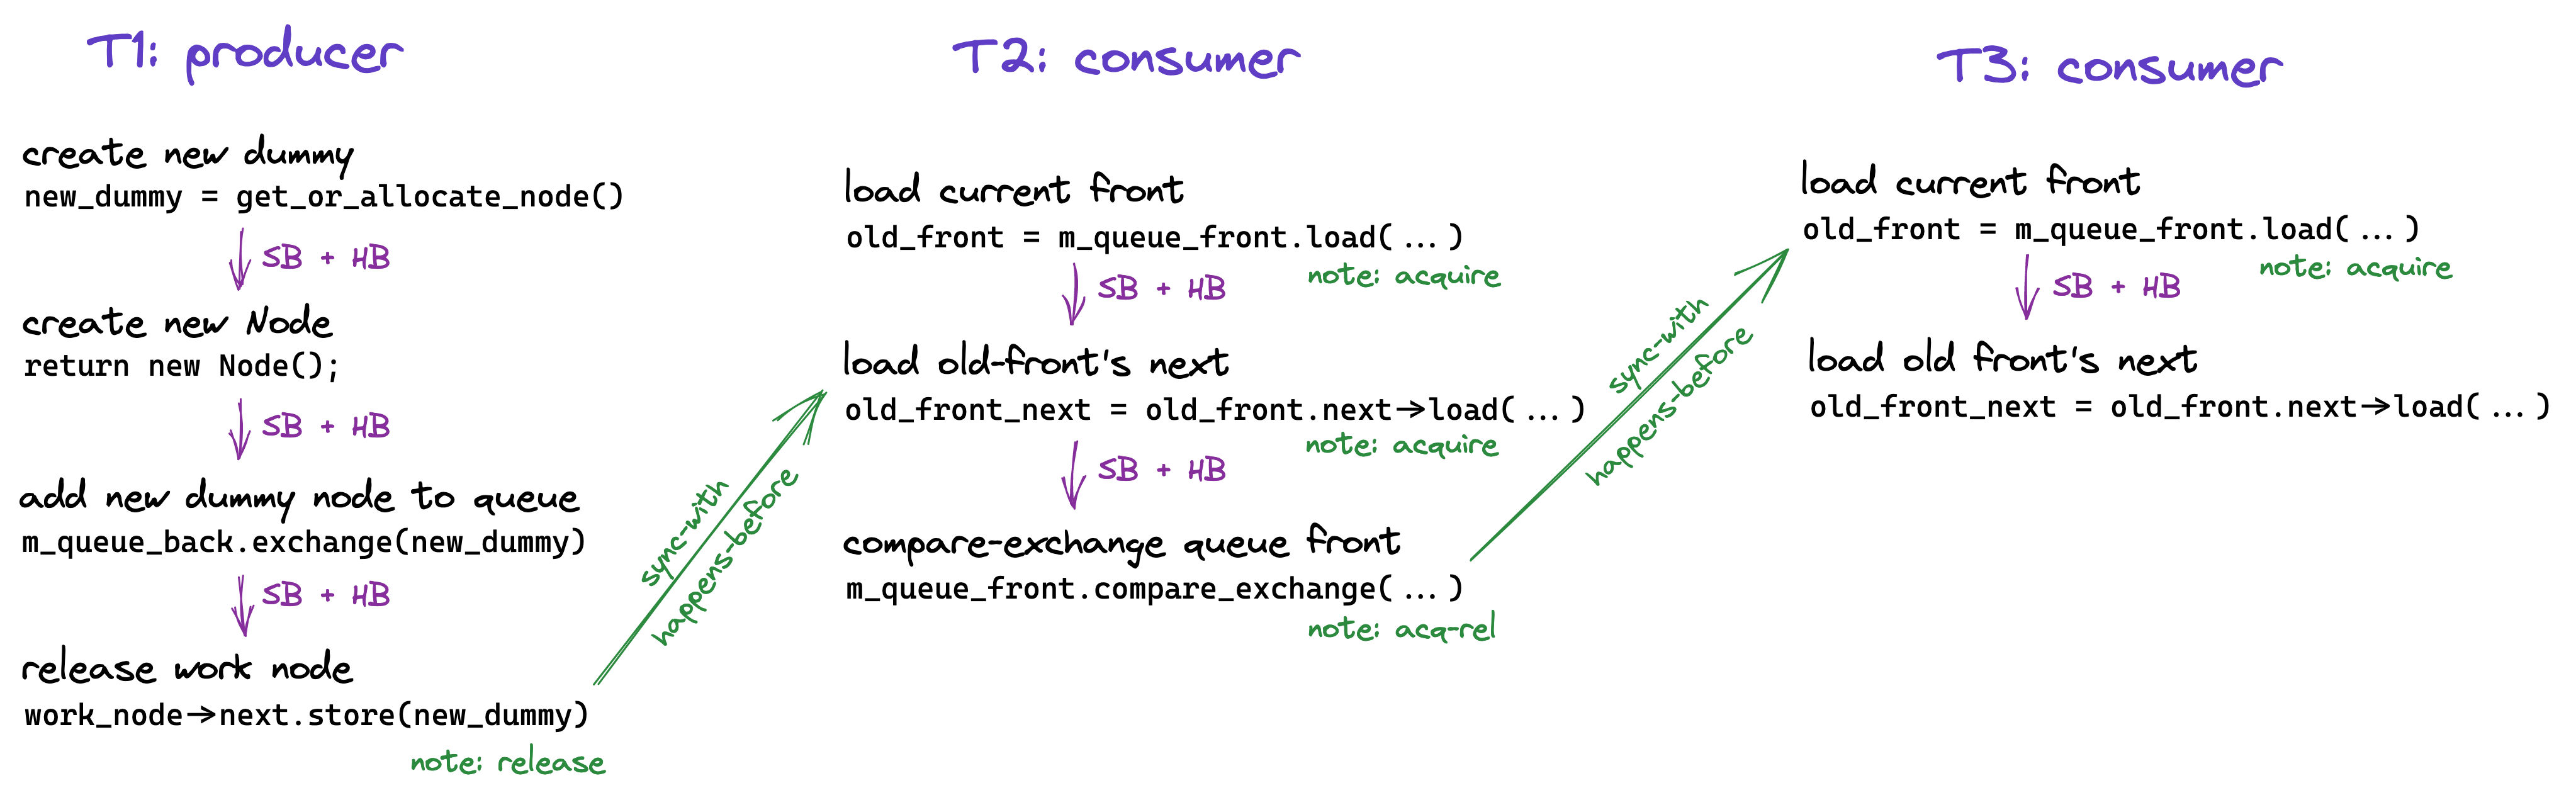 T1: producer
create new dummy
new_dummy = get_or_allocate_node()
SB + HB
create new Node
return new Node();
SB + HB
add new dummy node to queue
m_queue_back.exchange(new_dummy)
SB + HB
release work node
work_node->next.store(new_dummy)
note: release
sync-with
happens-before
T2: consumer
load current front
old_front = m_queue_front.load(...)
note: acquire
SB + HB
load old-front's next
old_front_next = old_front.next->load(...)
note: acquire
SB + HB
compare-exchange queue front
m_queue_front.compare_exchange(...)
note: acq-rel
sync-with
happens-before
T3: consumer
load current front
old_front = m_queue_front.load(...)
note: acquire
SB + HB
load old front's next
old_front_next = old_front.next->load(...)